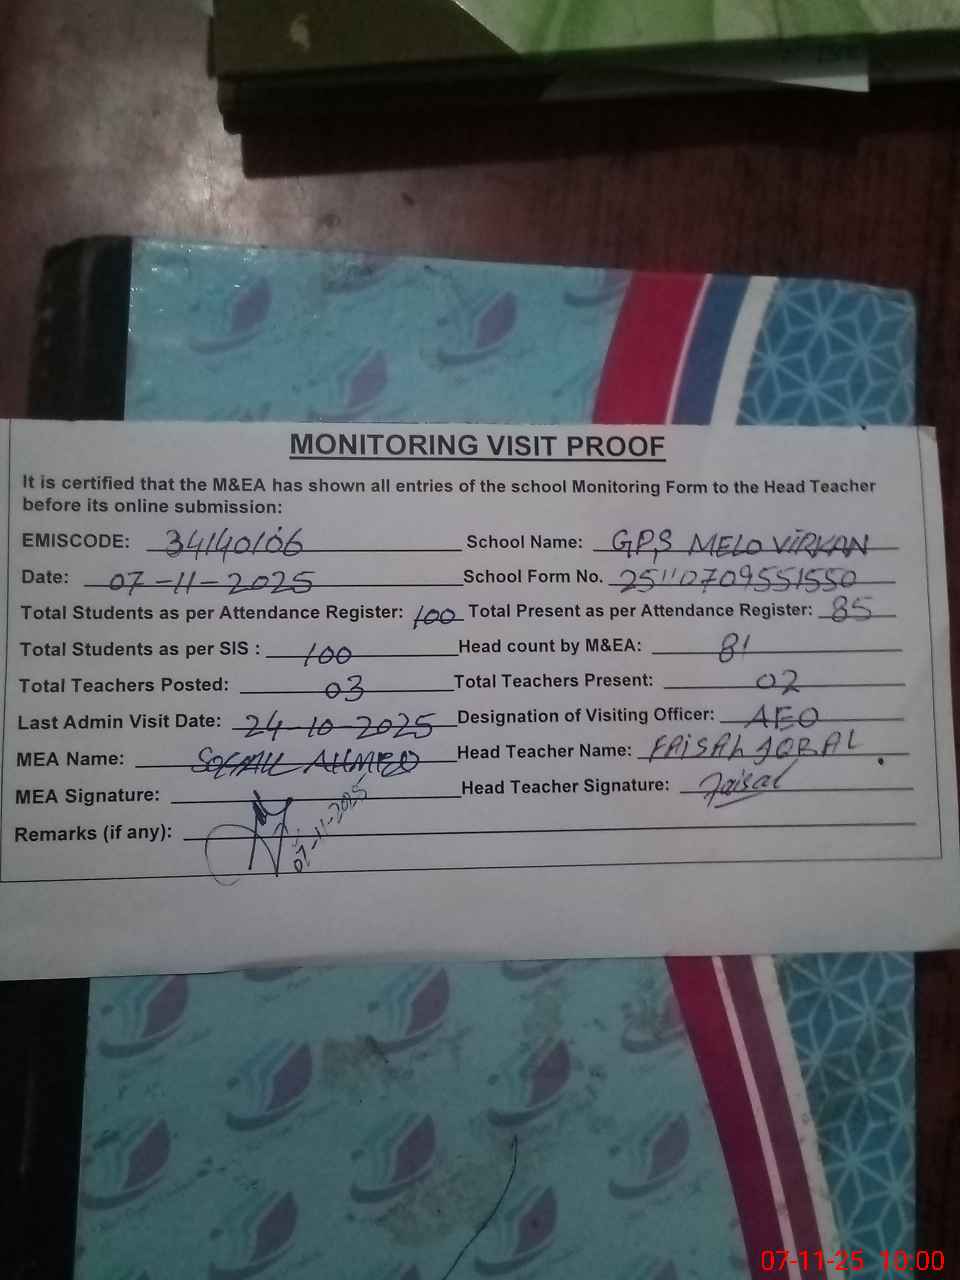 MONITORING VISIT PROOF
It is certified that the M&EA has shown all entries of the school Monitoring Form to the Head Teacher
before its online submission:
EMISCODE: 34140106 School Name: GPS MELO VIRKAN
Date: 07-11-2025 School Form No. 25110709551550
Total Students as per Attendance Register: 100 Total Present as per Attendance Register: 85
Total Students as per SIS : 100 Head count by M&EA: 81
Total Teachers Posted: 03 Total Teachers Present: 02
Last Admin Visit Date: 24-10-2025 Designation of Visiting Officer: AEO
MEA Name: AHMED Head Teacher Name: FAISAL IQBAL
MEA Signature: Head Teacher Signature: Faisal
07-11-2025
Remarks (if any):
07-11-25 10:00